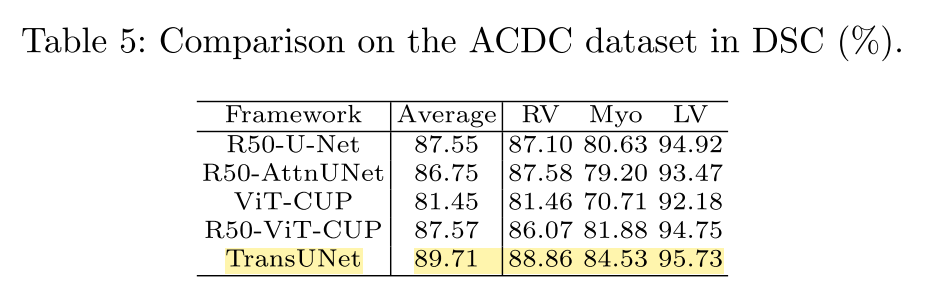 Table 5: Comparison on the ACDC dataset in DSC (%).
Framework Average RV Myo LV
R50-U-Net 87.55 87.10 80.63 94.92
R50-AttnUNet 86.75 87.58 79.20 93.47
ViT-CUP 81.45 81.46 70.71 92.18
R50-ViT-CUP 87.57 86.07 81.88 94.75
TransUNet 89.71 88.86 84.53 95.73